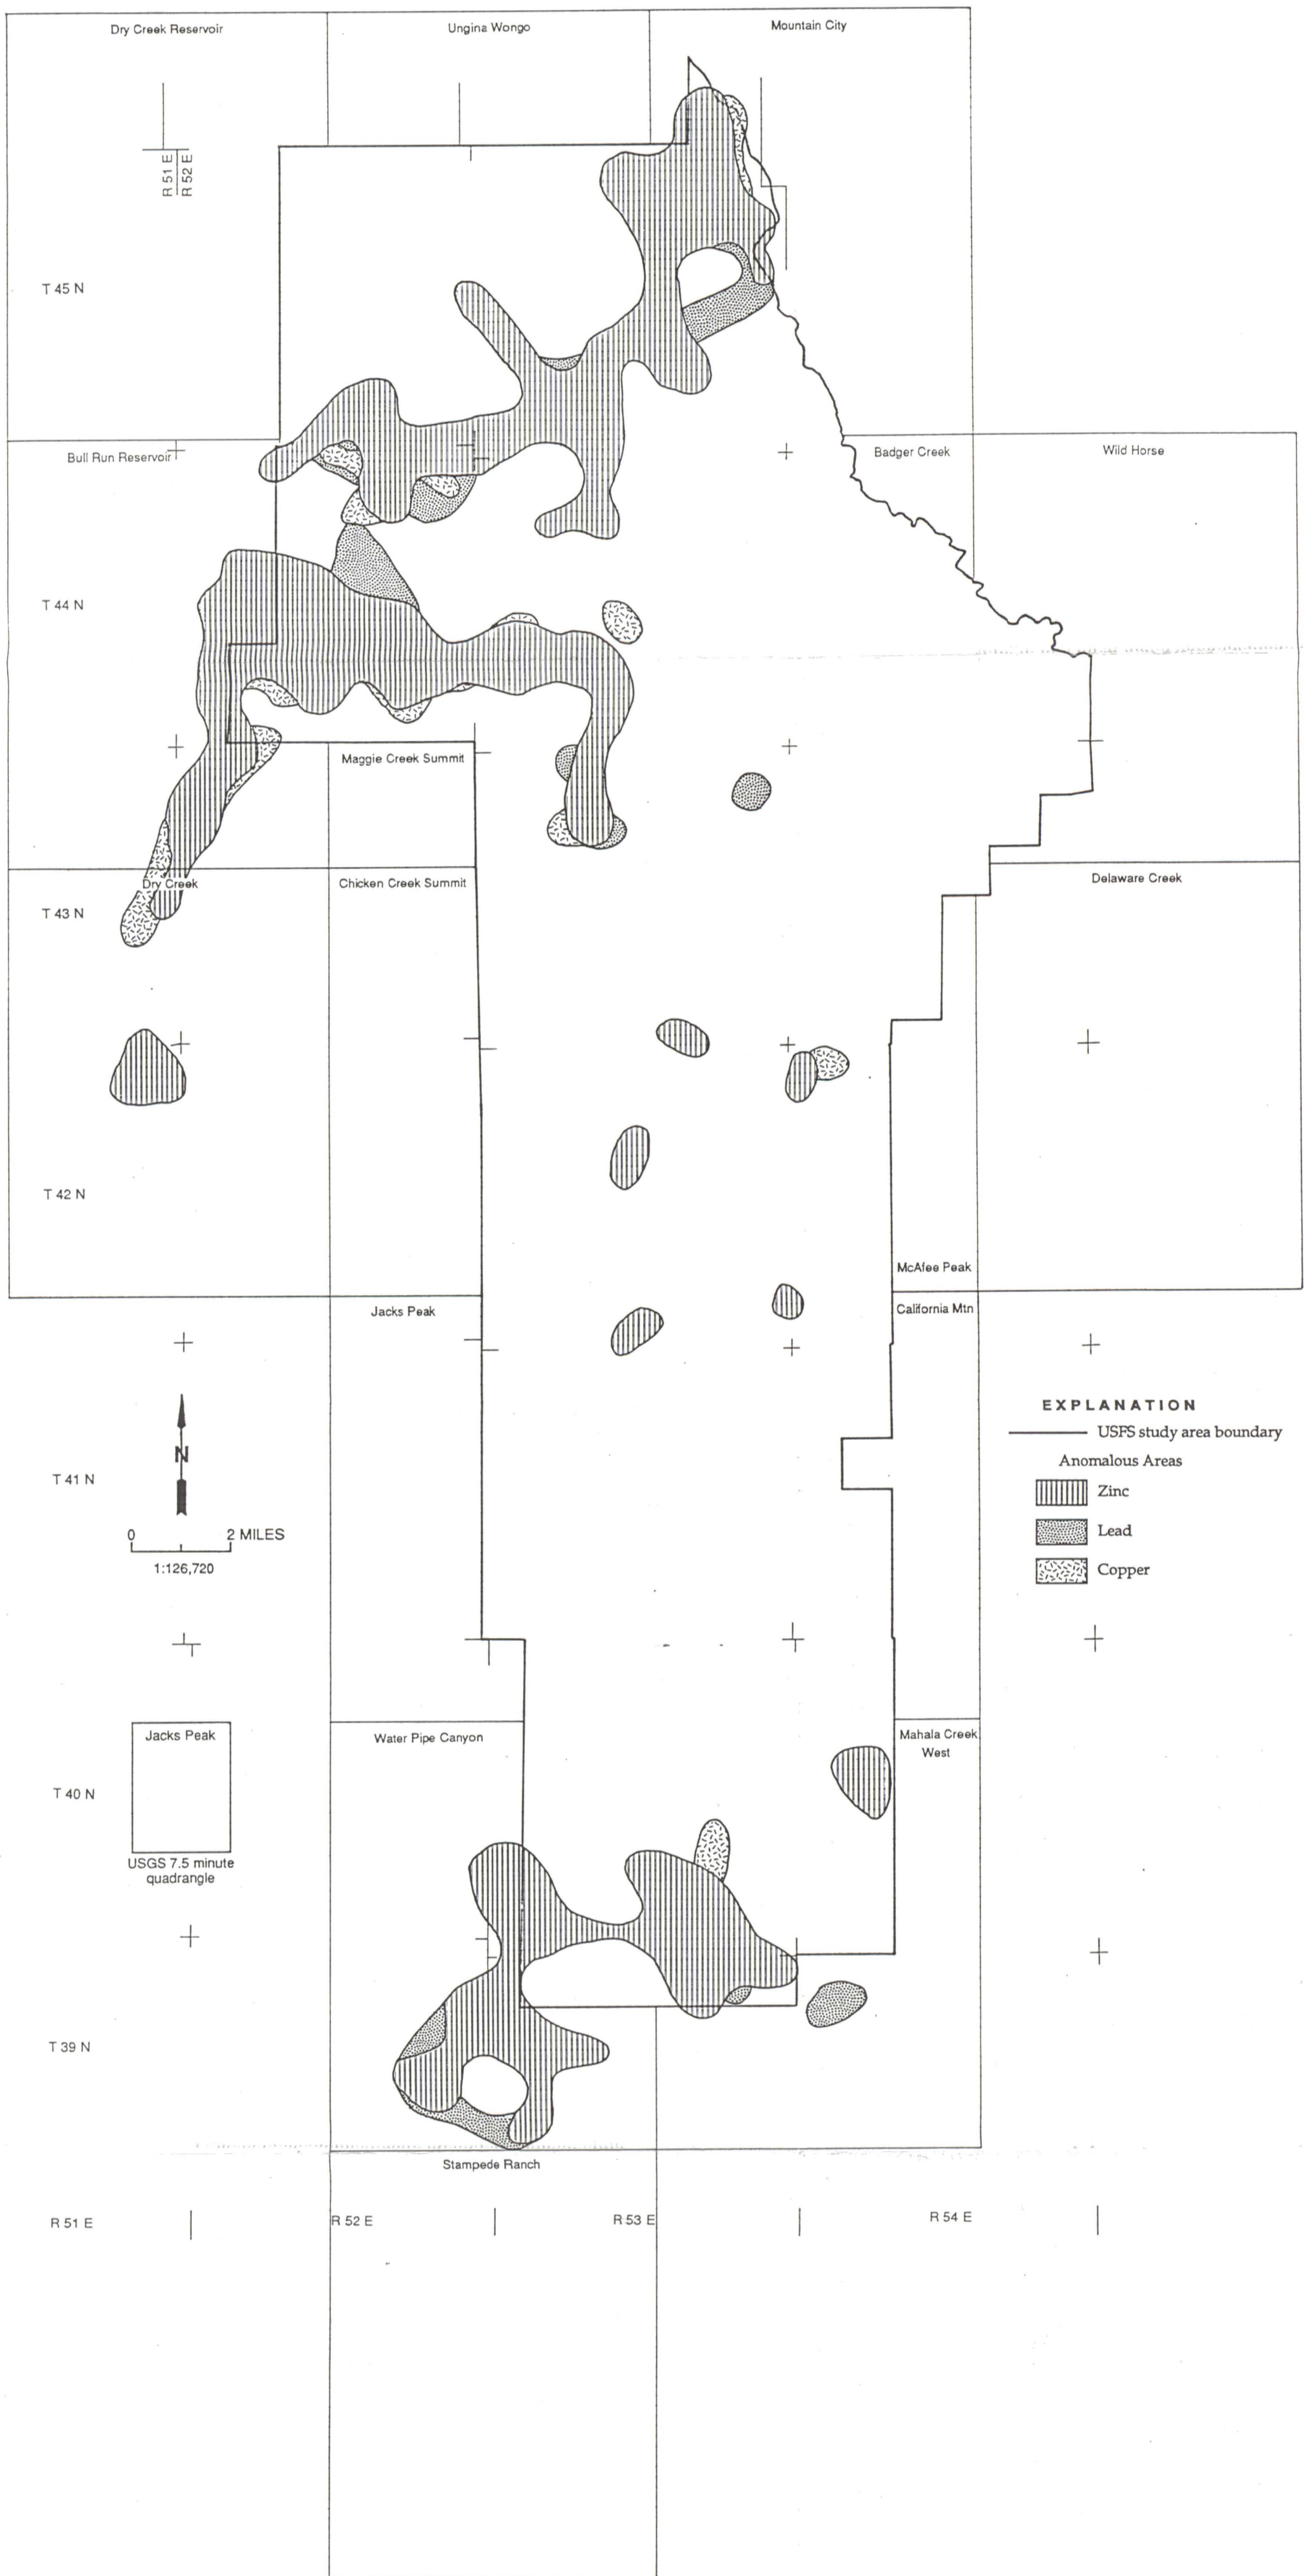 Dry Creek Reservoir
Ungina Wongo
Mountain City
R 51 E
R 52 E
T 45 N
Bull Run Reservoir
Badger Creek
Wild Horse
T 44 N
Maggie Creek Summit
Dry Creek
Chicken Creek Summit
Delaware Creek
T 43 N
T 42 N
McAfee Peak
Jacks Peak
California Mtn
EXPLANATION
USFS study area boundary
Anomalous Areas
Zinc
Lead
Copper
N
T 41 N
0 2 MILES
1:126,720
Jacks Peak
Water Pipe Canyon
Mahala Creek
West
T 40 N
USGS 7.5 minute
quadrangle
T 39 N
Stampede Ranch
R 51 E
R 52 E
R 53 E
R 54 E